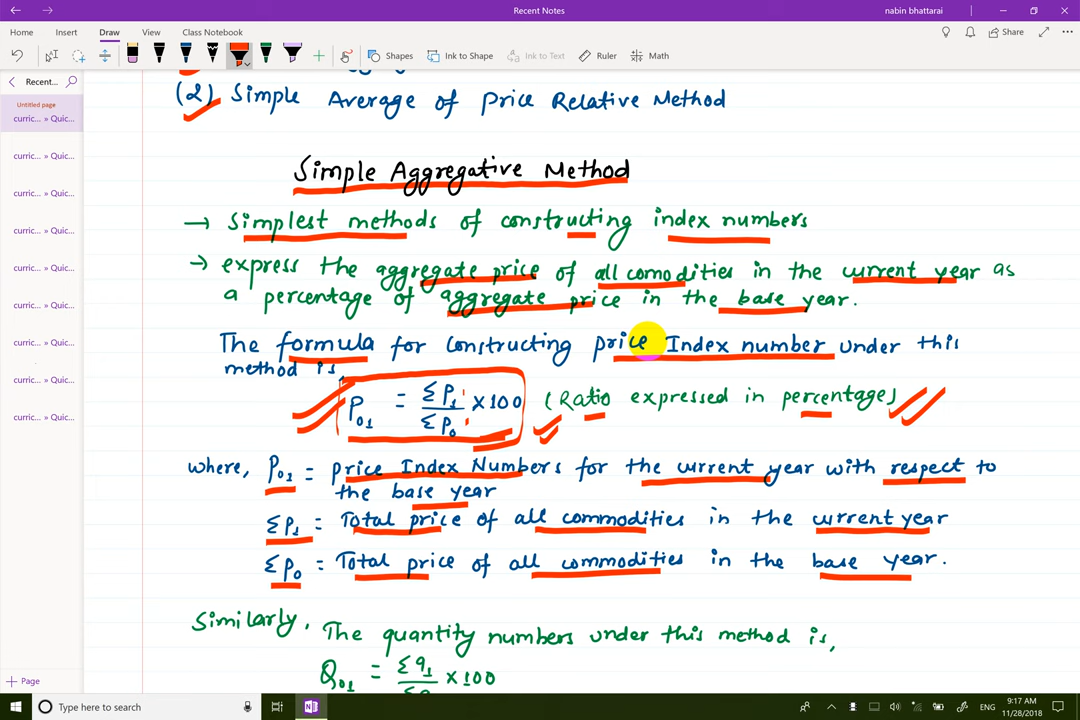 Recent Notes
nabin bhattarai
Home Insert Draw View Class Notebook
Share
Shapes Ink to Shape Ink to Text Ruler Math
Recent...
Untitled page
curric... » Quic...
curric... » Quic...
curric... » Quic...
curric... » Quic...
curric... » Quic...
curric... » Quic...
curric... » Quic...
curric... » Quic...
curric... » Quic...
+ Page
(2) Simple Average of Price Relative Method
Simple Aggregative Method
→ Simplest methods of constructing index numbers
→ express the aggregate price of all comodities in the current year as
a percentage of aggregate price in the base year.
The formula for constructing price Index number under this
method is,
P₀₁ = ΣP₁/ΣP₀ × 100 (Ratio expressed in percentage)
where, P₀₁ = price Index Numbers for the current year with respect to
the base year
ΣP₁ = Total price of all commodities in the current year
ΣP₀ = Total price of all commodities in the base year.
Similarly, The quantity numbers under this method is,
Q₀₁ = Σq₁ × 100
Type here to search
ENG
9:17 AM
11/28/2018